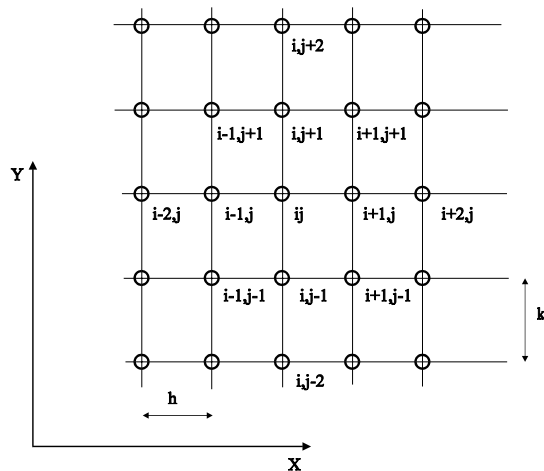 i,j+2
i-1,j+1 i,j+1 i+1,j+1
Y
i-2,j i-1,j ij i+1,j i+2,j
i-1,j-1 i,j-1 i+1,j-1
k
i,j-2
h
X